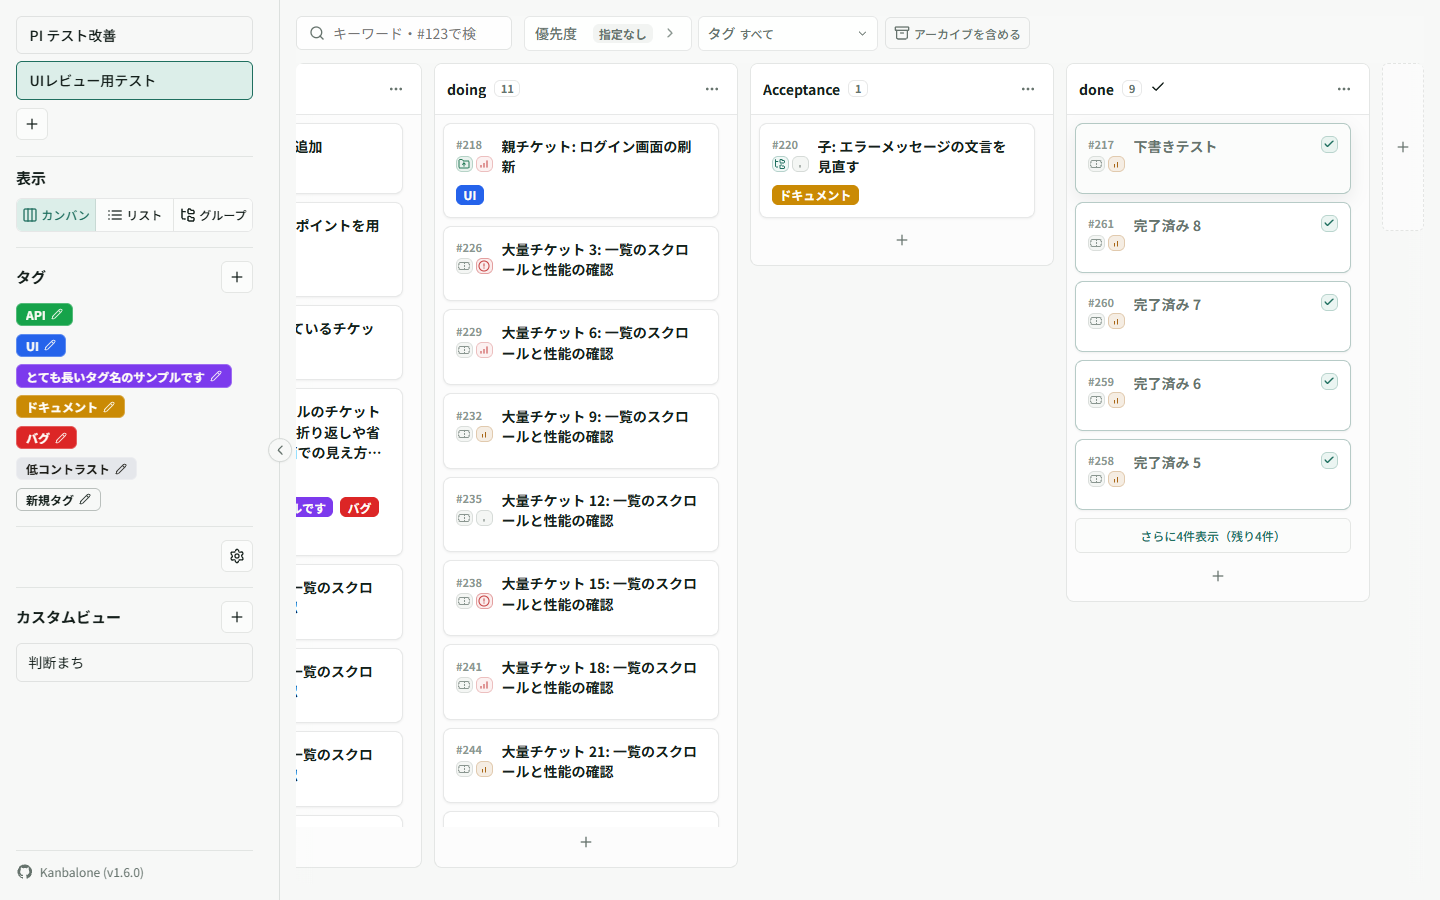 PI テスト改善
UIレビュー用テスト
表示
カンバン
リスト
グループ
タグ
API
UI
とても長いタグ名のサンプルです
ドキュメント
バグ
低コントラスト
新規タグ
カスタムビュー
判断まち
Kanbalone (v1.6.0)
キーワード・#123で検
優先度 指定なし
タグ すべて
アーカイブを含める
追加
ポイントを用
ているチケッ
ルのチケット
折り返しや省
での見え方…
ルです
バグ
一覧のスクロ
一覧のスクロ
一覧のスクロ
doing 11
#218 親チケット: ログイン画面の刷
新
UI
#226 大量チケット 3: 一覧のスクロ
ールと性能の確認
#229 大量チケット 6: 一覧のスクロ
ールと性能の確認
#232 大量チケット 9: 一覧のスクロ
ールと性能の確認
#235 大量チケット 12: 一覧のスクロ
ールと性能の確認
#238 大量チケット 15: 一覧のスクロ
ールと性能の確認
#241 大量チケット 18: 一覧のスクロ
ールと性能の確認
#244 大量チケット 21: 一覧のスクロ
ールと性能の確認
Acceptance 1
#220 子: エラーメッセージの文言を
見直す
ドキュメント
done 9
#217 下書きテスト
#261 完了済み 8
#260 完了済み 7
#259 完了済み 6
#258 完了済み 5
さらに4件表示（残り4件）